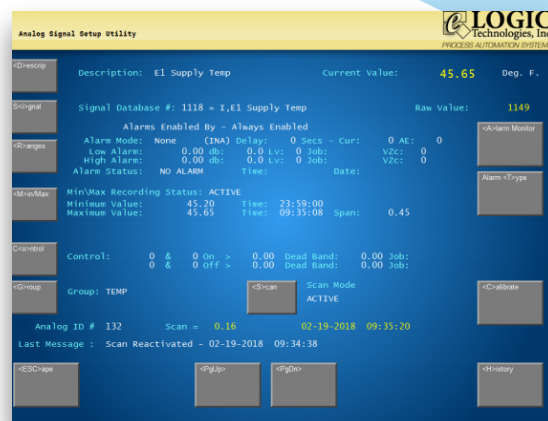 Analog Signal Setup Utility
e LOGIC
Technologies, Inc
PROCESS AUTOMATION SYSTEM
<D>escrip
Description: El Supply Temp Current Value: 45.65 Deg. F.
S<i>gnal
Signal Database #: 1118 = I,El Supply Temp Raw Value: 1149
Alarms Enabled By - Always Enabled
<A>larm Monitor
<R>anges
Alarm Mode: None (INA) Delay: 0 Secs - Cur: 0 AE: 0
Low Alarm: 0.00 db: 0.0 Lv: 0 Job: VZc: 0
High Alarm: 0.00 db: 0.0 Lv: 0 Job: VZc: 0
Alarm Status: NO ALARM Time: Date:
Alarm <T>ype
<M>in/Max
Min\Max Recording Status: ACTIVE
Minimum Value: 45.20 Time: 23:59:00
Maximum Value: 45.65 Time: 09:35:08 Span: 0.45
C<o>ntrol
Control: 0 & 0 On > 0.00 Dead Band: 0.00 Job:
0 & 0 Off > 0.00 Dead Band: 0.00 Job:
<G>roup
Group: TEMP
<S>can
Scan Mode
ACTIVE
<C>alibrate
Analog ID # 132 Scan = 0.16 02-19-2018 09:35:20
Last Message : Scan Reactivated - 02-19-2018 09:34:38
<ESC>ape
<PgUp>
<PgDn>
<H>istory